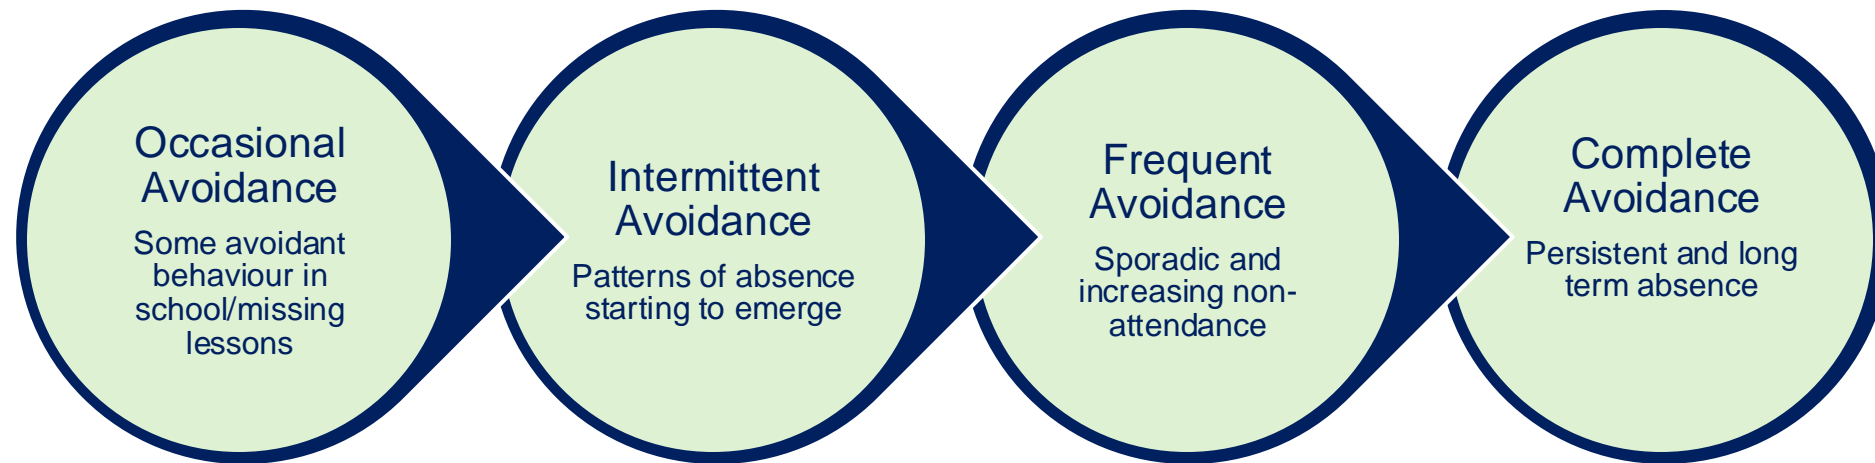 Occasional
Avoidance
Some avoidant
behaviour in
school/missing
lessons
Intermittent
Avoidance
Patterns of absence
starting to emerge
Frequent
Avoidance
Sporadic and
increasing non-
attendance
Complete
Avoidance
Persistent and long
term absence